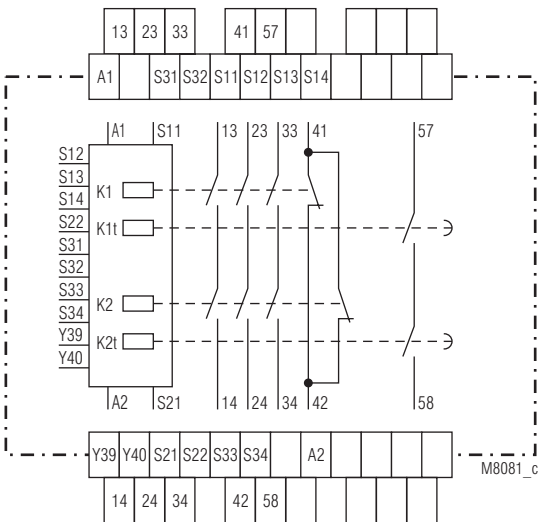 13 23 33 41 57
A1 S31 S32 S11 S12 S13 S14
A1 S11 13 23 33 41 57
S12
S13
S14
K1
S22
K1t
S31
S32
S33
K2
S34
Y39
K2t
Y40
A2 S21 14 24 34 42 58
Y39 Y40 S21 S22 S33 S34 A2
M8081_c
14 24 34 42 58